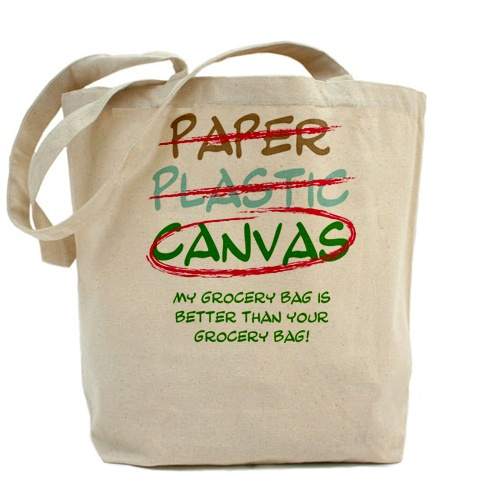 PAPER
PLASTIC
CANVAS
MY GROCERY BAG IS
BETTER THAN YOUR
GROCERY BAG!